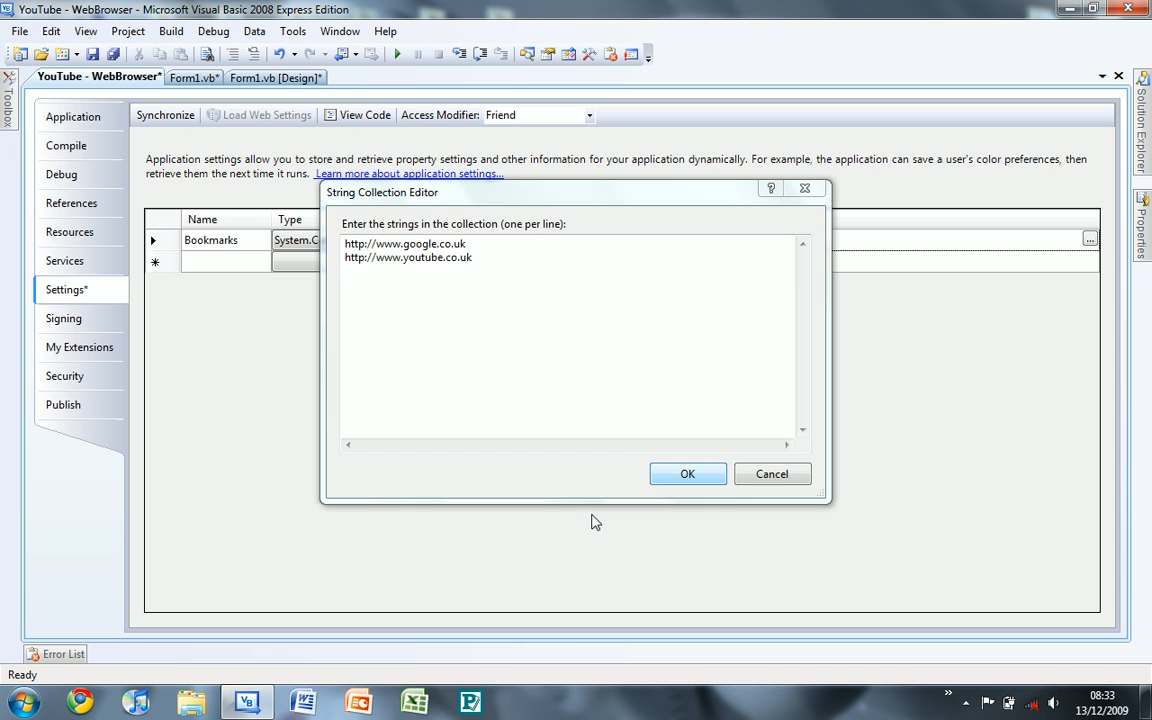 YouTube - WebBrowser - Microsoft Visual Basic 2008 Express Edition
File Edit View Project Build Debug Data Tools Window Help
YouTube - WebBrowser* Form1.vb* Form1.vb [Design]*
Toolbox
Solution Explorer
Properties
Application
Compile
Debug
References
Resources
Services
Settings*
Signing
My Extensions
Security
Publish
Synchronize Load Web Settings View Code Access Modifier: Friend
Application settings allow you to store and retrieve property settings and other information for your application dynamically. For example, the application can save a user's color preferences, then
retrieve them the next time it runs. Learn more about application settings...
Name Type
Bookmarks System.C
...
String Collection Editor
Enter the strings in the collection (one per line):
http://www.google.co.uk
http://www.youtube.co.uk
OK Cancel
Error List
Ready
08:33
13/12/2009